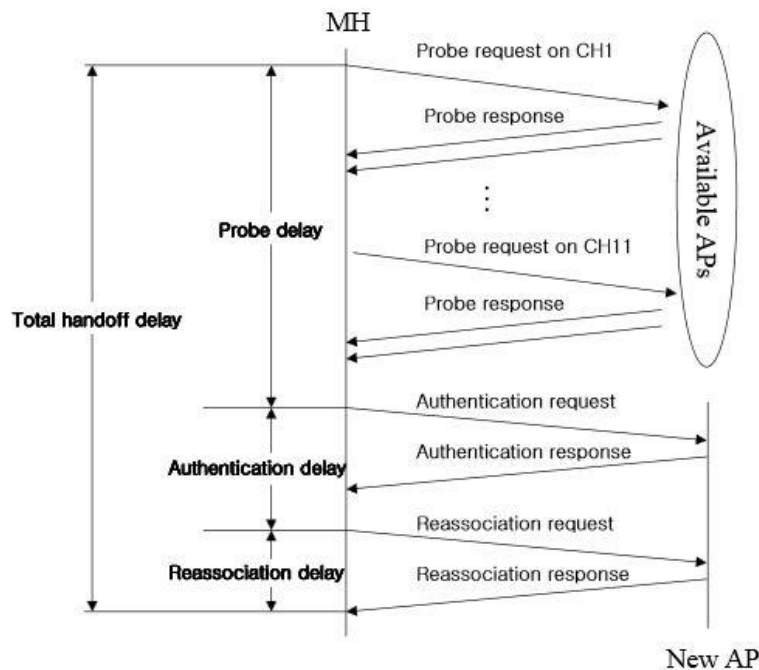 MH
Probe request on CH1
Probe response
Available APs
⋮
Probe delay
Probe request on CH11
Probe response
Total handoff delay
Authentication request
Authentication response
Authentication delay
Reassociation request
Reassociation delay
Reassociation response
New AP